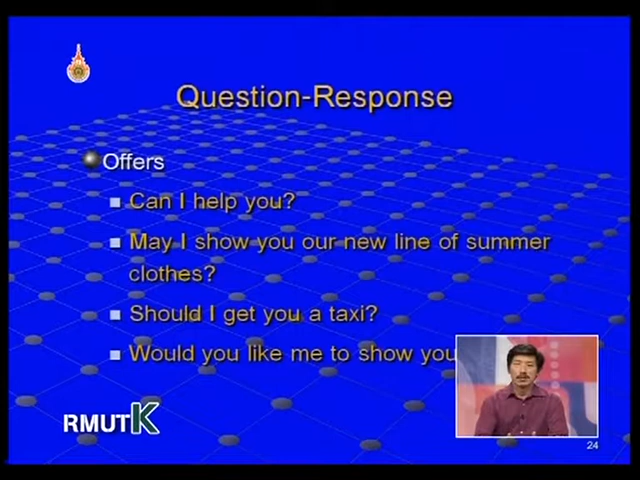 Question-Response
Offers
Can I help you?
May I show you our new line of summer
clothes?
Should I get you a taxi?
Would you like me to show you
RMUTK
24